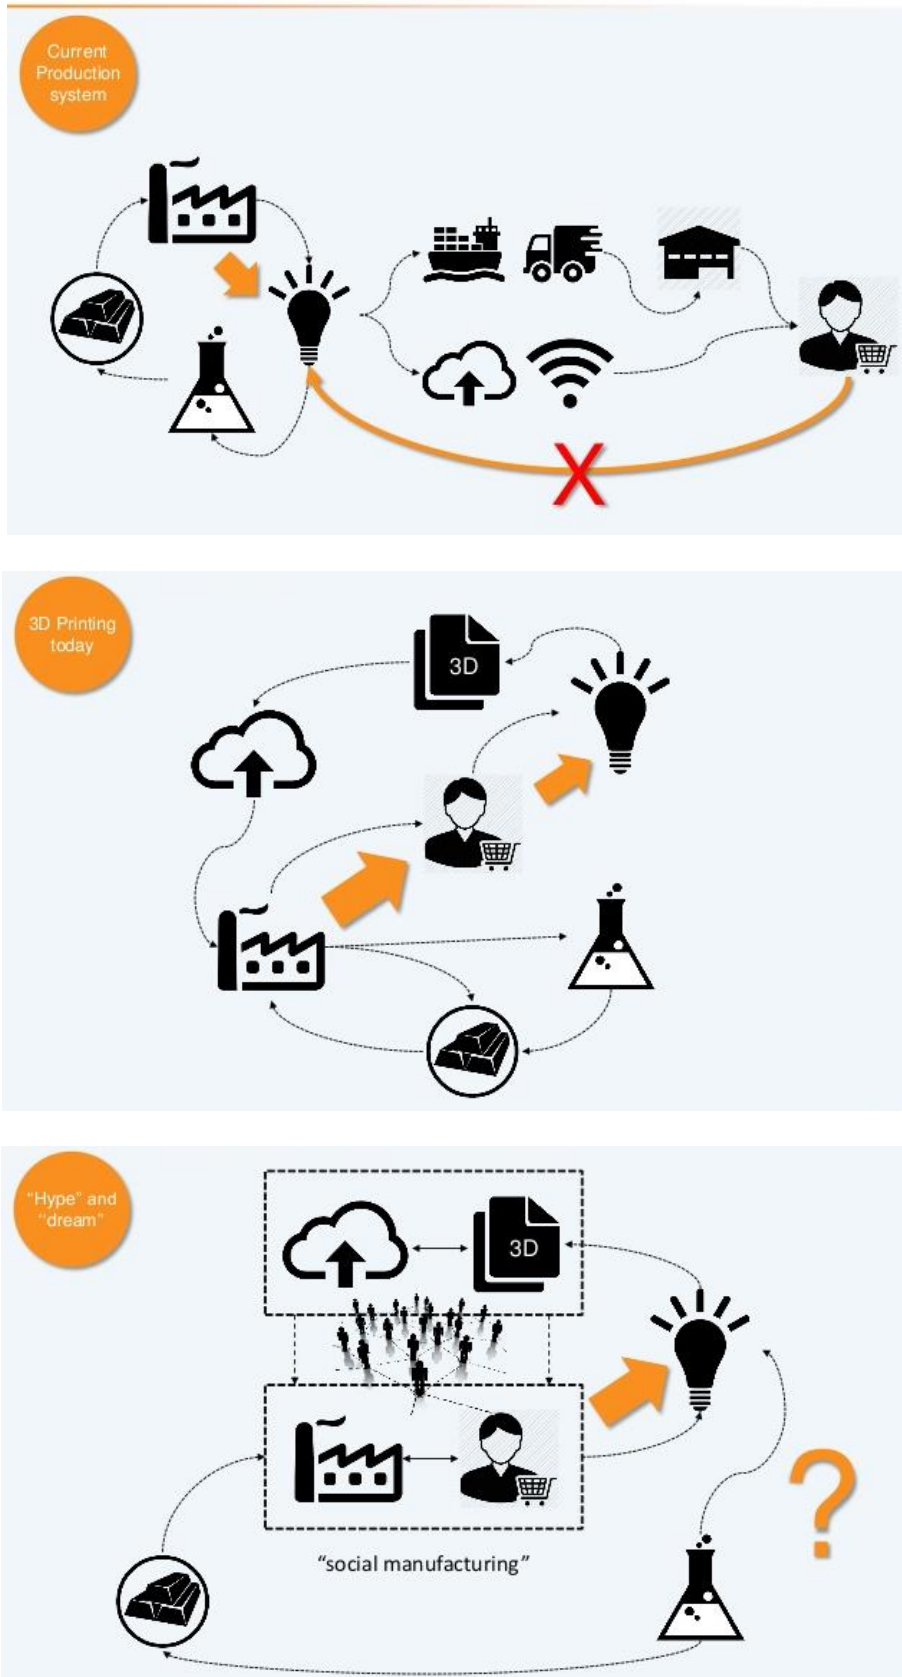 Current
Production
system
X
3D Printing
today
3D
“Hype” and
“dream”
3D
?
“social manufacturing”